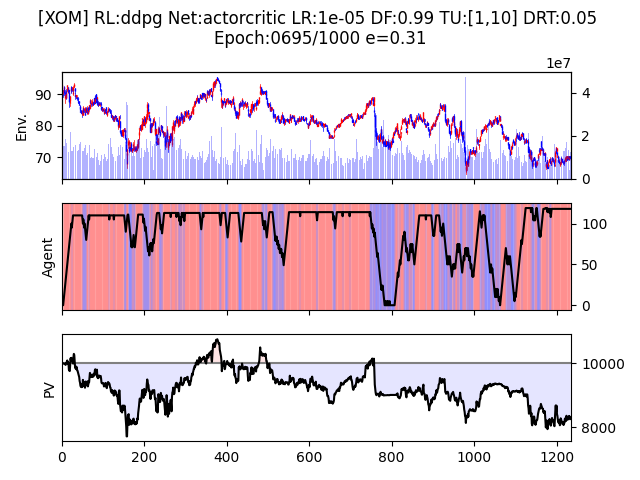 [XOM] RL:ddpg Net:actorcritic LR:1e-05 DF:0.99 TU:[1,10] DRT:0.05
Epoch:0695/1000 e=0.31
1e7
Env.
90
80
70
4
2
0
Agent
100
50
0
PV
10000
8000
0 200 400 600 800 1000 1200